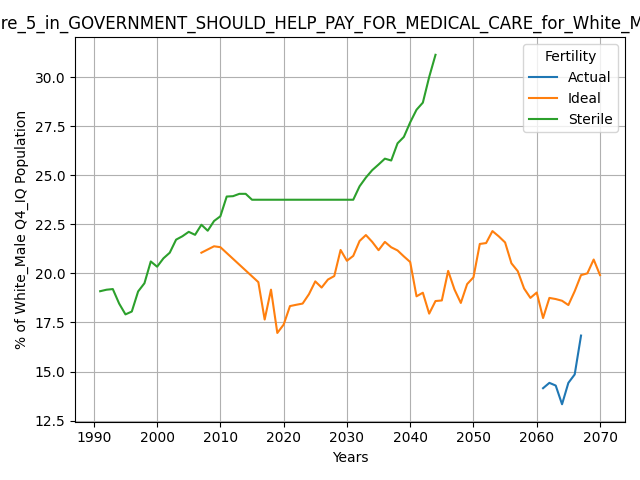 re_5_in_GOVERNMENT_SHOULD_HELP_PAY_FOR_MEDICAL_CARE_for_White_M
Fertility
Actual
Ideal
Sterile
% of White_Male Q4_IQ Population
30.0
27.5
25.0
22.5
20.0
17.5
15.0
12.5
1990 2000 2010 2020 2030 2040 2050 2060 2070
Years